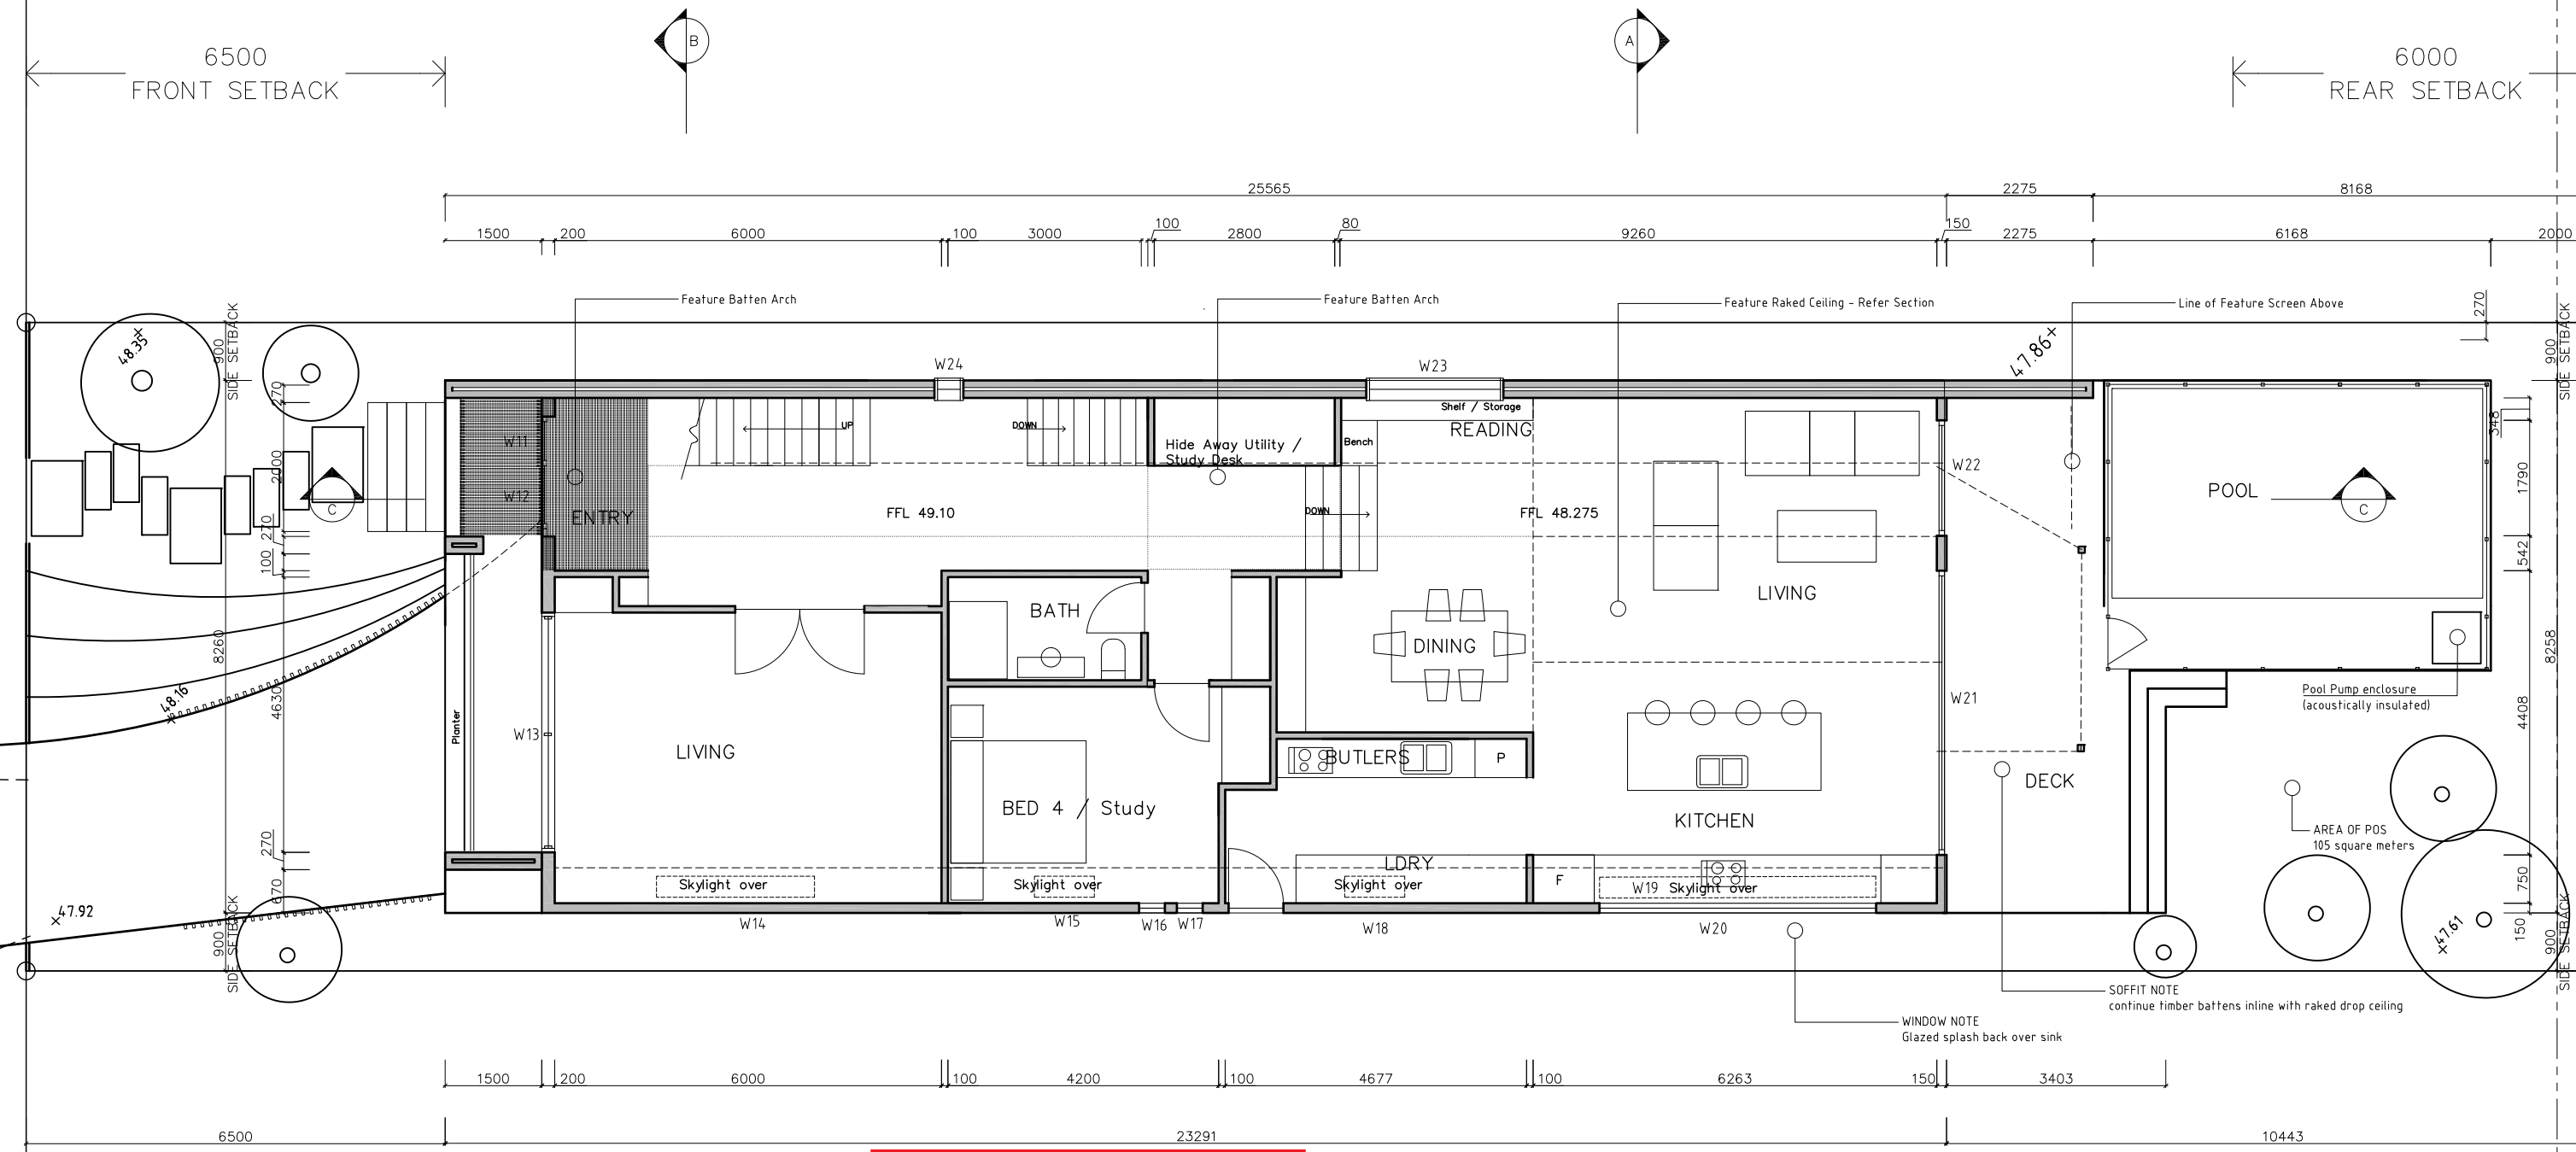 B
A
6500
FRONT SETBACK
6000
REAR SETBACK
25565
2275
8168
1500
200
6000
100
3000
100
2800
80
9260
150
2275
6168
2000
Feature Batten Arch
Feature Batten Arch
Feature Raked Ceiling - Refer Section
Line of Feature Screen Above
270
900
SIDE SETBACK
48.35
W24
W23
47.86
900
SIDE SETBACK
270
Shelf / Storage
READING
348
W11
UP
DOWN
Hide Away Utility /
Study Desk
Bench
W22
2000
W12
1790
POOL
C
C
ENTRY
FFL 49.10
DOWN
FFL 48.275
270
542
100
BATH
LIVING
DINING
8260
8258
48.16
4630
Planter
W13
LIVING
W21
4408
Pool Pump enclosure
(acoustically insulated)
BUTLERS
P
DECK
BED 4 / Study
KITCHEN
AREA OF POS
105 square meters
270
LDRY
670
Skylight over
Skylight over
Skylight over
F
W19
Skylight over
750
47.92
W14
W15
W16
W17
W18
W20
150
47.61
900
SIDE SETBACK
900
SIDE SETBACK
SOFFIT NOTE
continue timber battens inline with raked drop ceiling
WINDOW NOTE
Glazed splash back over sink
1500
200
6000
100
4200
100
4677
100
6263
150
3403
6500
23291
10443